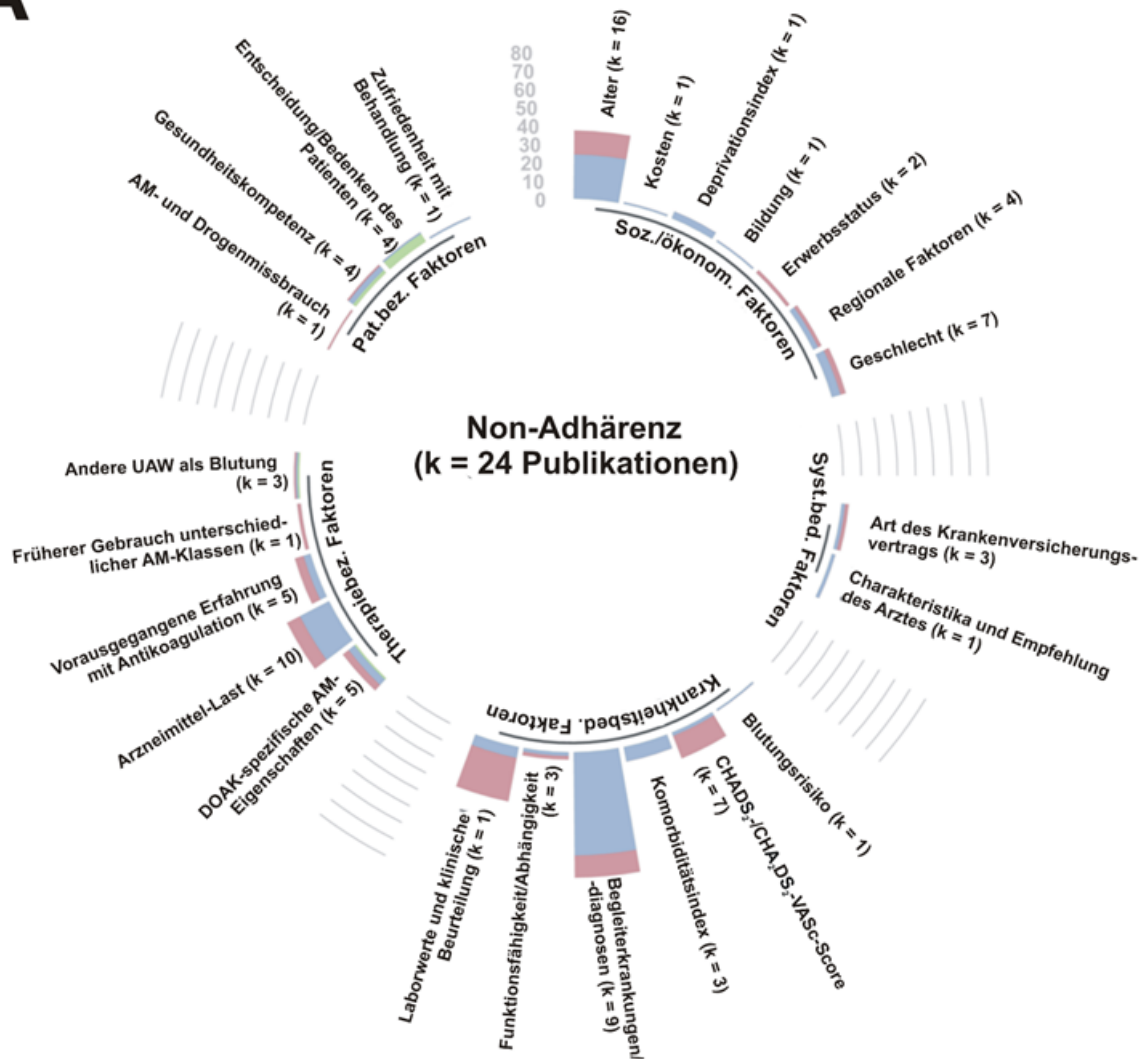 A
80
70
60
50
40
30
20
10
0
Alter (k = 16)
Kosten (k = 1)
Deprivationsindex (k = 1)
Bildung (k = 1)
Erwerbsstatus (k = 2)
Regionale Faktoren (k = 4)
Geschlecht (k = 7)
Soz./ökonom. Faktoren
Non-Adhärenz
(k = 24 Publikationen)
Syst.bed. Faktoren
Art des Krankenversicherungs-
vertrags (k = 3)
Charakteristika und Empfehlung
des Arztes (k = 1)
Krankheitsbed. Faktoren
Blutungsrisiko (k = 1)
CHADS₂-/CHA₂DS₂-VASc-Score
(k = 7)
Komorbiditätsindex (k = 3)
Begleiterkrankungen/
-diagnosen (k = 9)
Funktionsfähigkeit/Abhängigkeit
(k = 3)
Laborwerte und klinische
Beurteilung (k = 1)
Therapiebez. Faktoren
DOAK-spezifische AM-
Eigenschaften (k = 5)
Arzneimittel-Last (k = 10)
Vorausgegangene Erfahrung
mit Antikoagulation (k = 5)
Früherer Gebrauch unterschied-
licher AM-Klassen (k = 1)
Andere UAW als Blutung
(k = 3)
Pat.bez. Faktoren
AM- und Drogenmissbrauch
(k = 1)
Gesundheitskompetenz (k = 4)
Entscheidung/Bedenken des
Patienten (k = 4)
Zufriedenheit mit
Behandlung (k = 1)